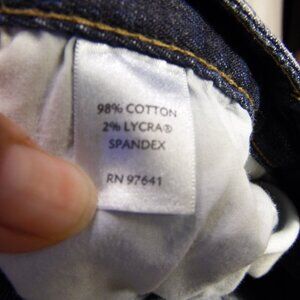 98% COTTON
2% LYCRA®
SPANDEX
RN 97641